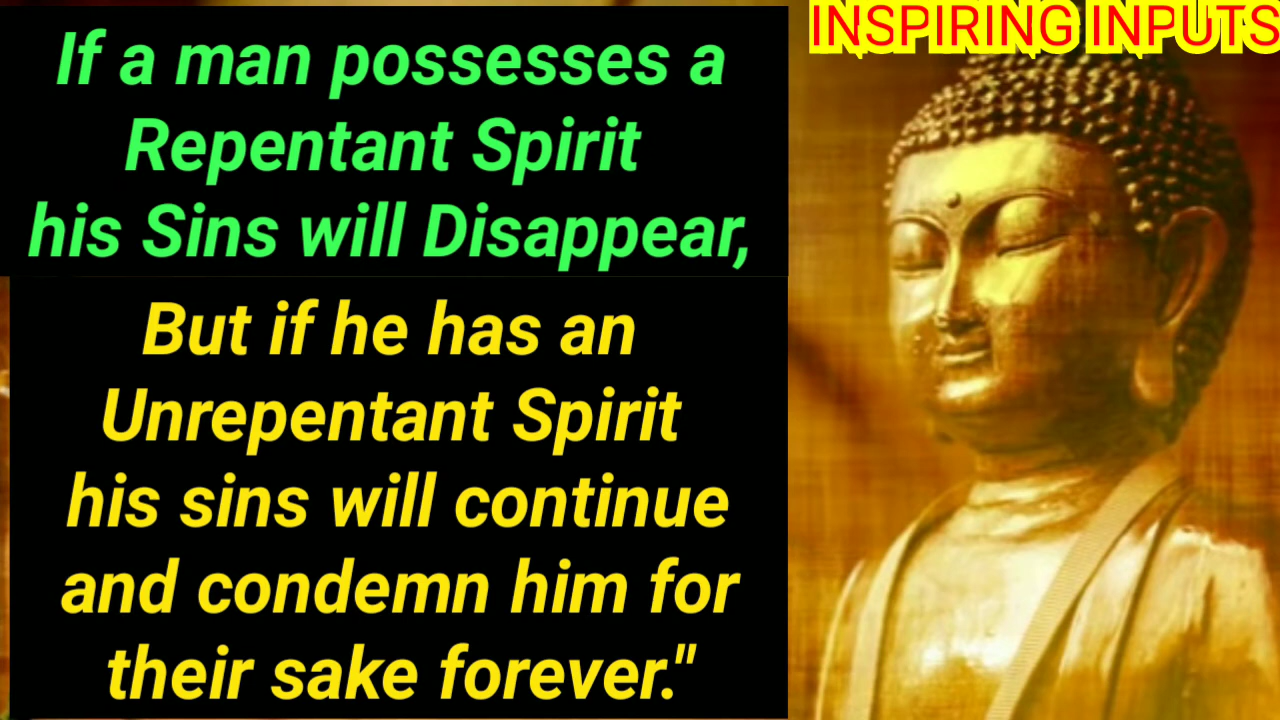 INSPIRING INPUTS
If a man possesses a
Repentant Spirit
his Sins will Disappear,
But if he has an
Unrepentant Spirit
his sins will continue
and condemn him for
their sake forever."